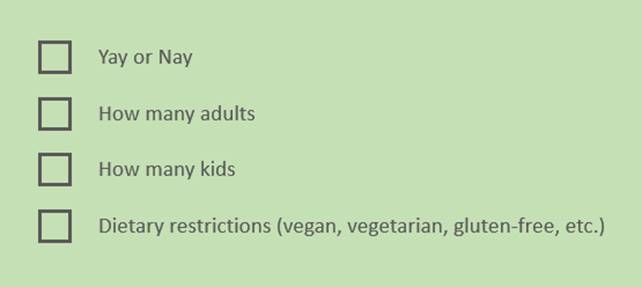 Yay or Nay
How many adults
How many kids
Dietary restrictions (vegan, vegetarian, gluten-free, etc.)